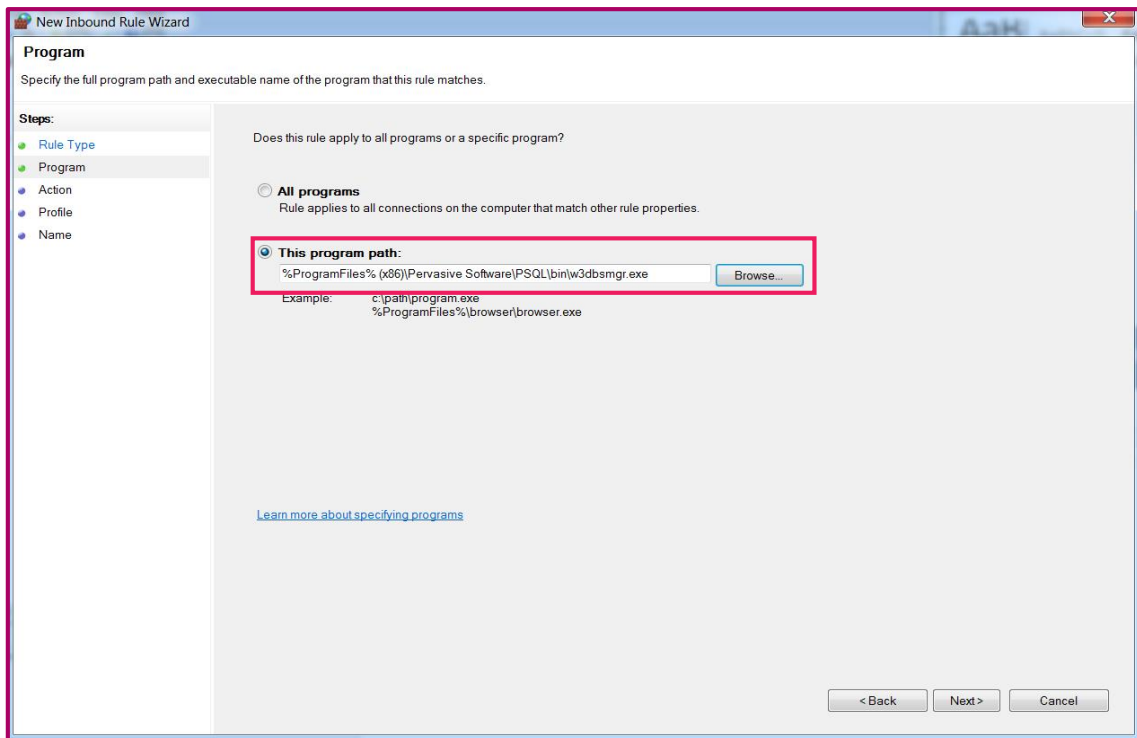 New Inbound Rule Wizard
Program
Specify the full program path and executable name of the program that this rule matches.
Steps:
Rule Type
Program
Action
Profile
Name
Does this rule apply to all programs or a specific program?
All programs
Rule applies to all connections on the computer that match other rule properties.
This program path:
%ProgramFiles% (x86)\Pervasive Software\PSQL\bin\w3dbsmgr.exe
Browse...
Example: c:\path\program.exe
%ProgramFiles%\browser\browser.exe
Learn more about specifying programs
< Back
Next >
Cancel